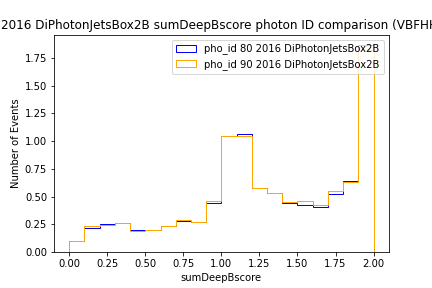 2016 DiPhotonJetsBox2B sumDeepBscore photon ID comparison (VBFHH
pho_id 80 2016 DiPhotonJetsBox2B
pho_id 90 2016 DiPhotonJetsBox2B
Number of Events
1.75
1.50
1.25
1.00
0.75
0.50
0.25
0.00
0.00 0.25 0.50 0.75 1.00 1.25 1.50 1.75 2.00
sumDeepBscore